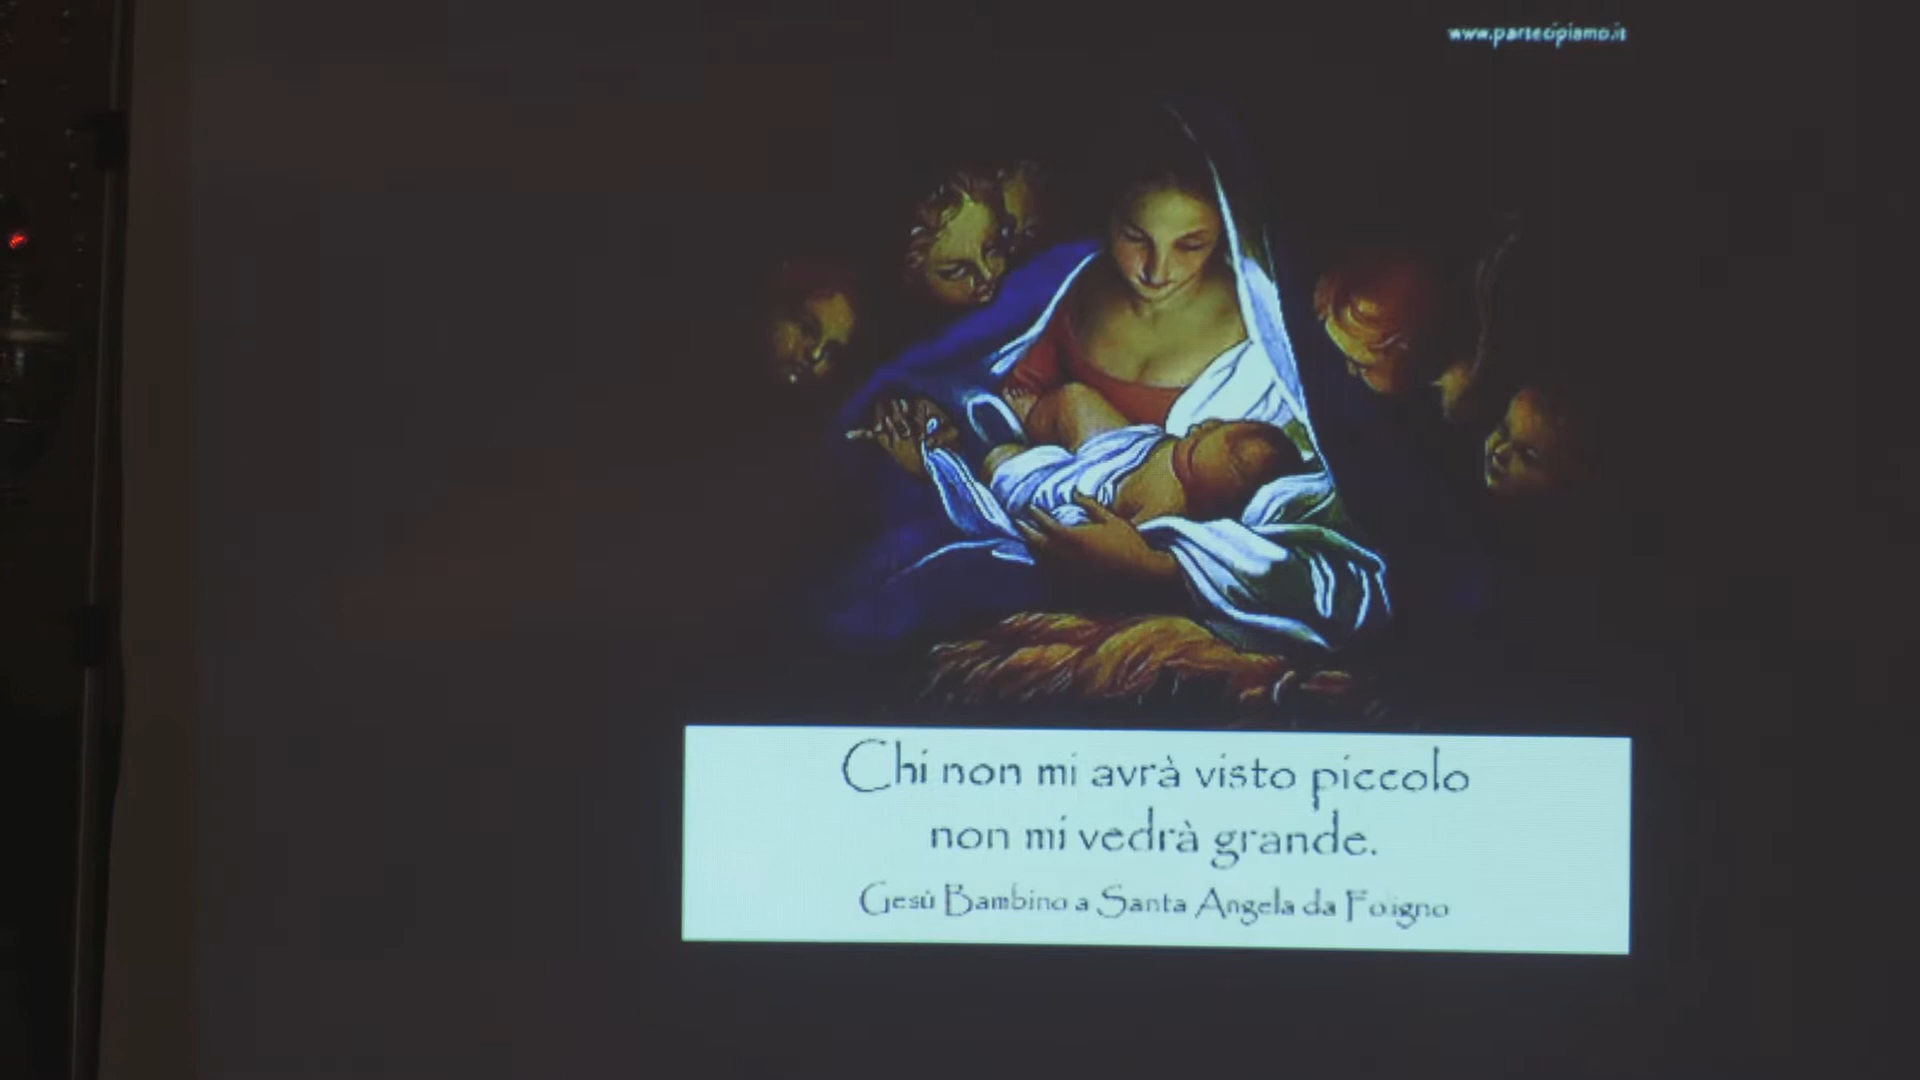 www.partecipiamo.it
Chi non mi avrà visto piccolo
non mi vedrà grande.
Gesù Bambino a Santa Angela da Foligno